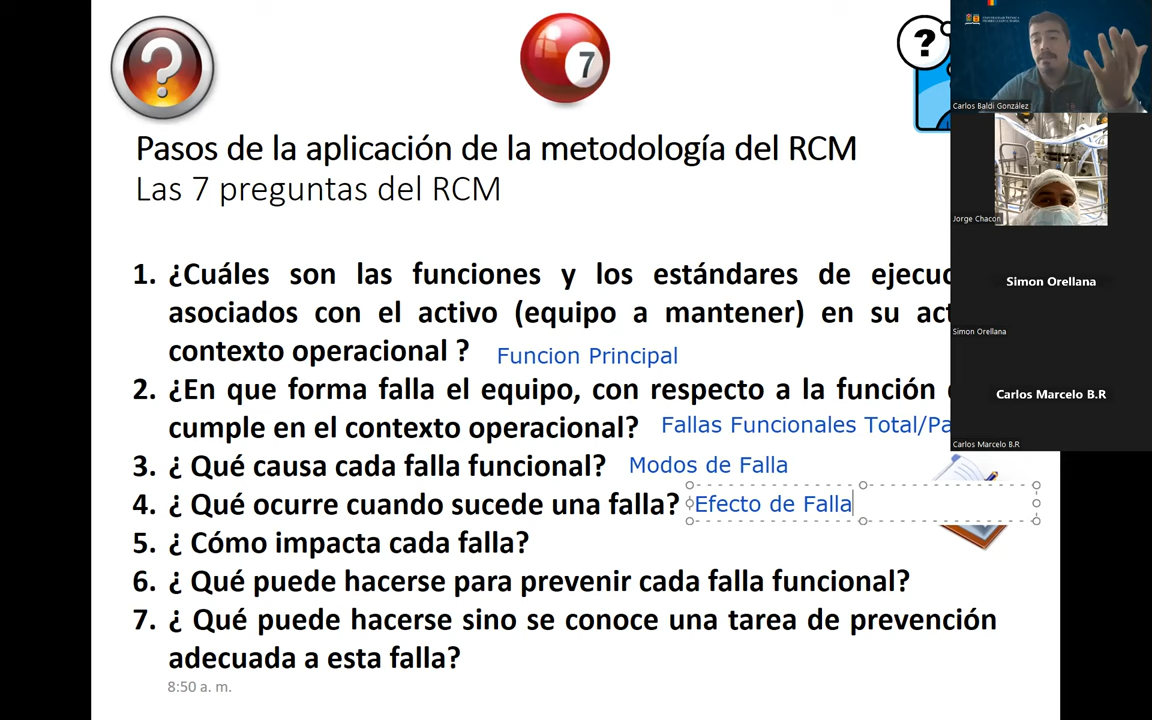 ?
7
?
Pasos de la aplicación de la metodología del RCM
Las 7 preguntas del RCM
1. ¿Cuáles son las funciones y los estándares de ejecuc
asociados con el activo (equipo a mantener) en su act
contexto operacional ? Funcion Principal
2. ¿En que forma falla el equipo, con respecto a la función
cumple en el contexto operacional? Fallas Funcionales Total/Pa
3. ¿ Qué causa cada falla funcional? Modos de Falla
4. ¿ Qué ocurre cuando sucede una falla? Efecto de Falla
5. ¿ Cómo impacta cada falla?
6. ¿ Qué puede hacerse para prevenir cada falla funcional?
7. ¿ Qué puede hacerse sino se conoce una tarea de prevención
adecuada a esta falla?
8:50 a. m.
Carlos Baldi González
Jorge Chacon
Simon Orellana
Simon Orellana
Carlos Marcelo B.R
Carlos Marcelo B.R